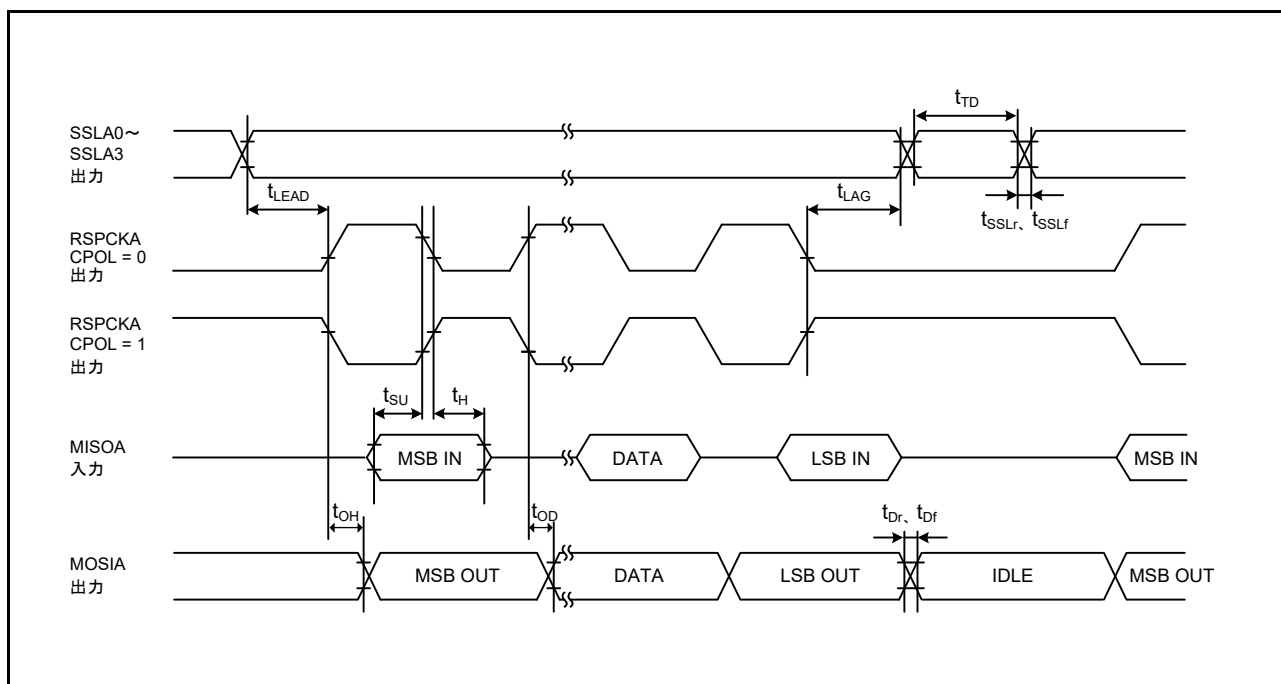 tTD
SSLA0～
SSLA3
出力
tLEAD
tLAG
tSSLr、tSSLf
RSPCKA
CPOL = 0
出力
RSPCKA
CPOL = 1
出力
tSU
tH
MISOA
入力
MSB IN
DATA
LSB IN
MSB IN
tOH
tOD
tDr、tDf
MOSIA
出力
MSB OUT
DATA
LSB OUT
IDLE
MSB OUT